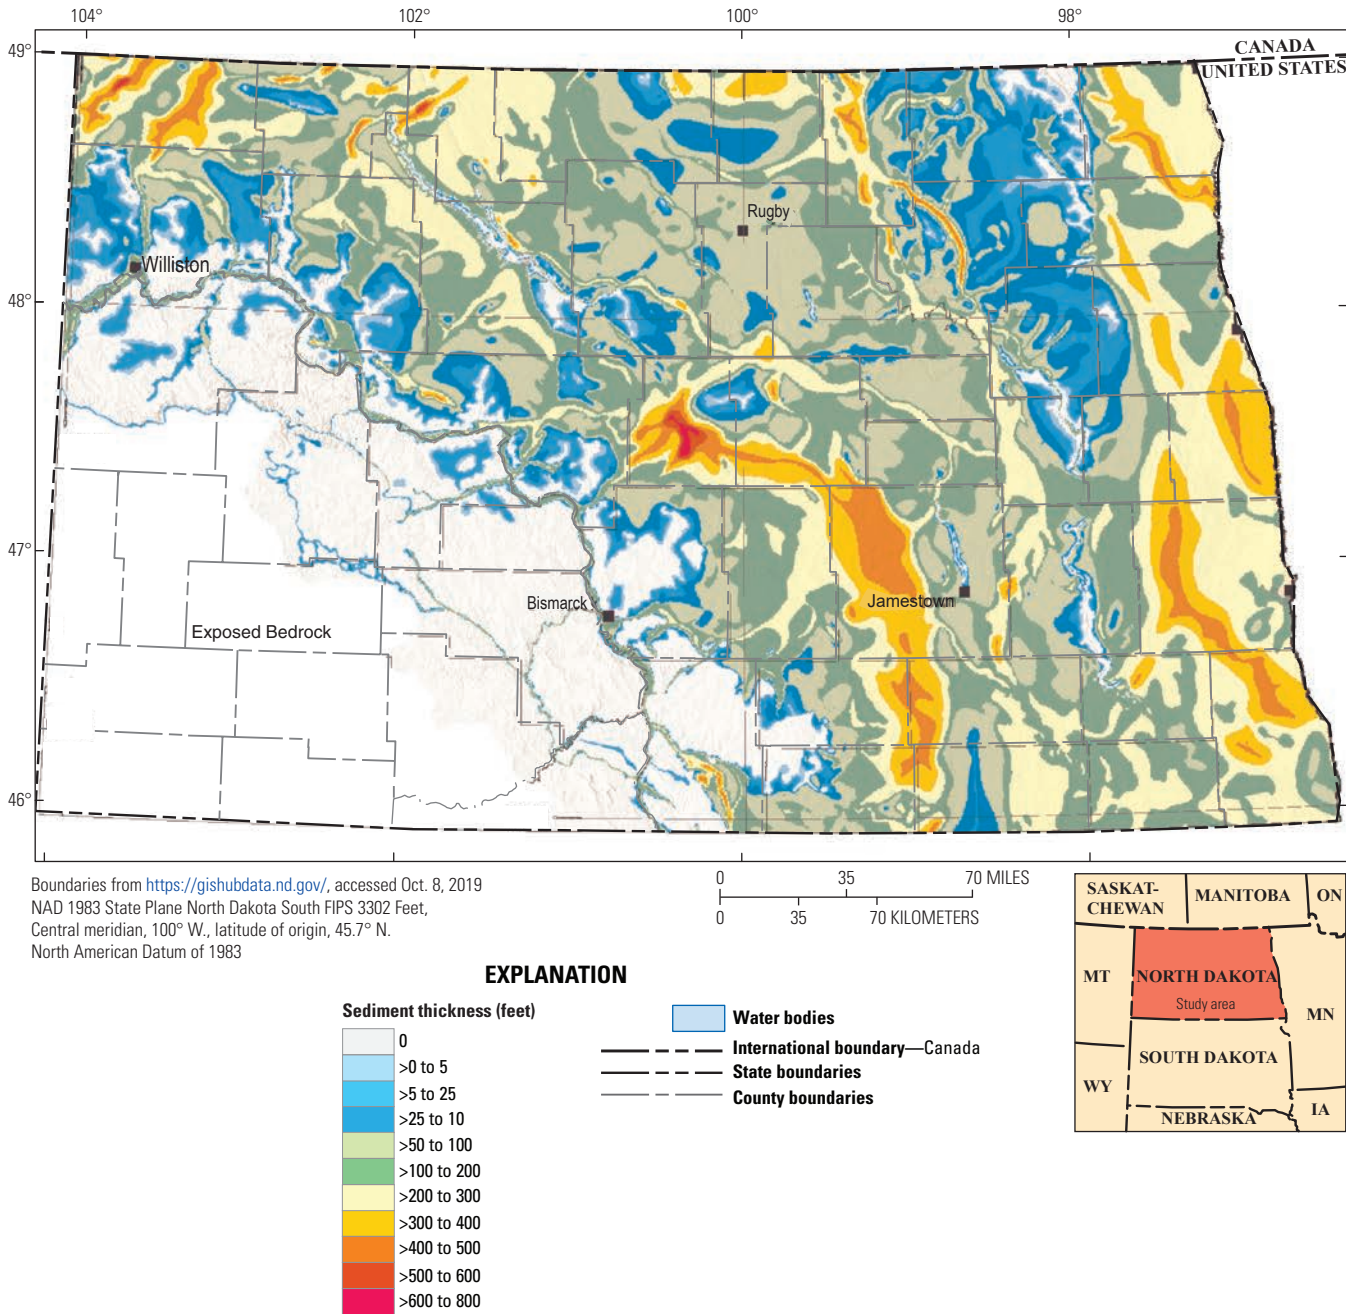 104° 102° 100° 98°
49°
48°
47°
46°
CANADA
UNITED STATES
Rugby
Williston
Bismarck
Jamestown
Exposed Bedrock
Boundaries from https://gishubdata.nd.gov/, accessed Oct. 8, 2019
NAD 1983 State Plane North Dakota South FIPS 3302 Feet,
Central meridian, 100° W., latitude of origin, 45.7° N.
North American Datum of 1983
0 35 70 MILES
0 35 70 KILOMETERS
EXPLANATION
Sediment thickness (feet)
0
>0 to 5
>5 to 25
>25 to 10
>50 to 100
>100 to 200
>200 to 300
>300 to 400
>400 to 500
>500 to 600
>600 to 800
Water bodies
International boundary—Canada
State boundaries
County boundaries
SASKAT-
CHEWAN
MANITOBA
ON
MT
NORTH DAKOTA
Study area
MN
SOUTH DAKOTA
WY
NEBRASKA
IA